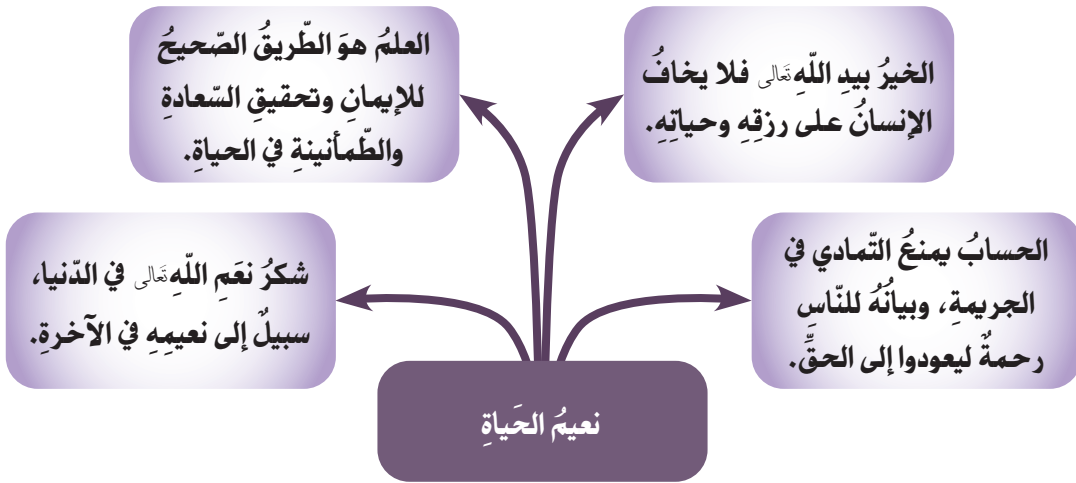 الخيرُ بيدِ اللّهِ تَعَالى فلا يخافُ
الإنسانُ على رزقِهِ وحياتِهِ.
العلمُ هوَ الطّريقُ الصّحيحُ
للإيمانِ وتحقيقِ السّعادةِ
والطّمأنينةِ في الحياةِ.
الحسابُ يمنعُ التّمادي في
الجريمةِ، وبيانُهُ للنّاسِ
رحمةٌ ليعودوا إلى الحقِّ.
شكرُ نعَمِ اللّهِ تَعَالى في الدّنيا،
سبيلٌ إلى نعيمِهِ في الآخرةِ.
نعيمُ الحَياةِ